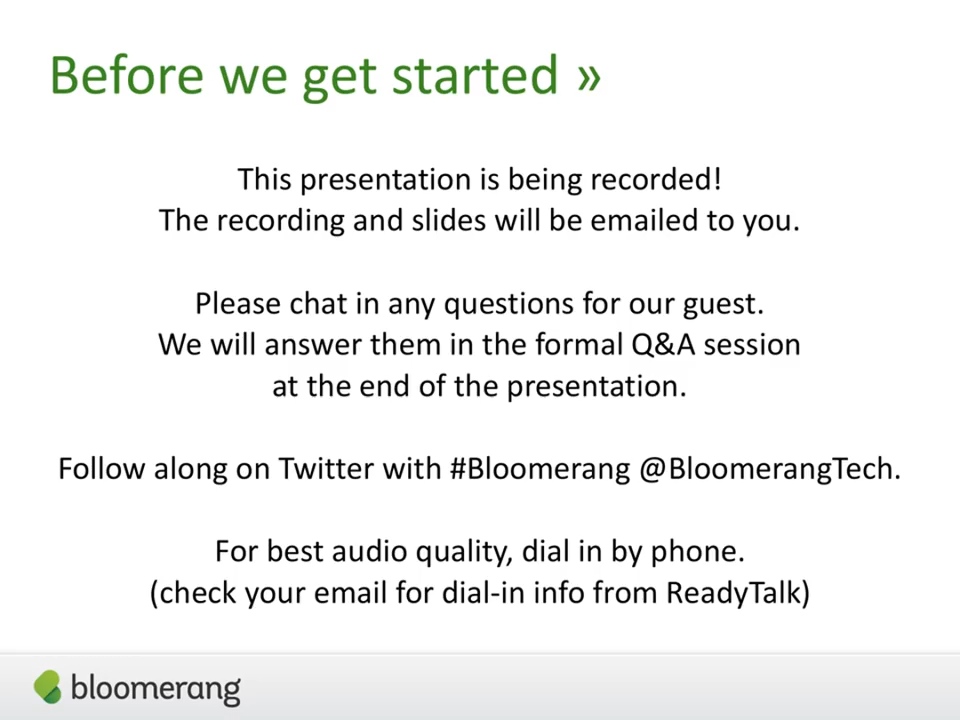 Before we get started »
This presentation is being recorded!
The recording and slides will be emailed to you.
Please chat in any questions for our guest.
We will answer them in the formal Q&A session
at the end of the presentation.
Follow along on Twitter with #Bloomerang @BloomerangTech.
For best audio quality, dial in by phone.
(check your email for dial-in info from ReadyTalk)
bloomerang